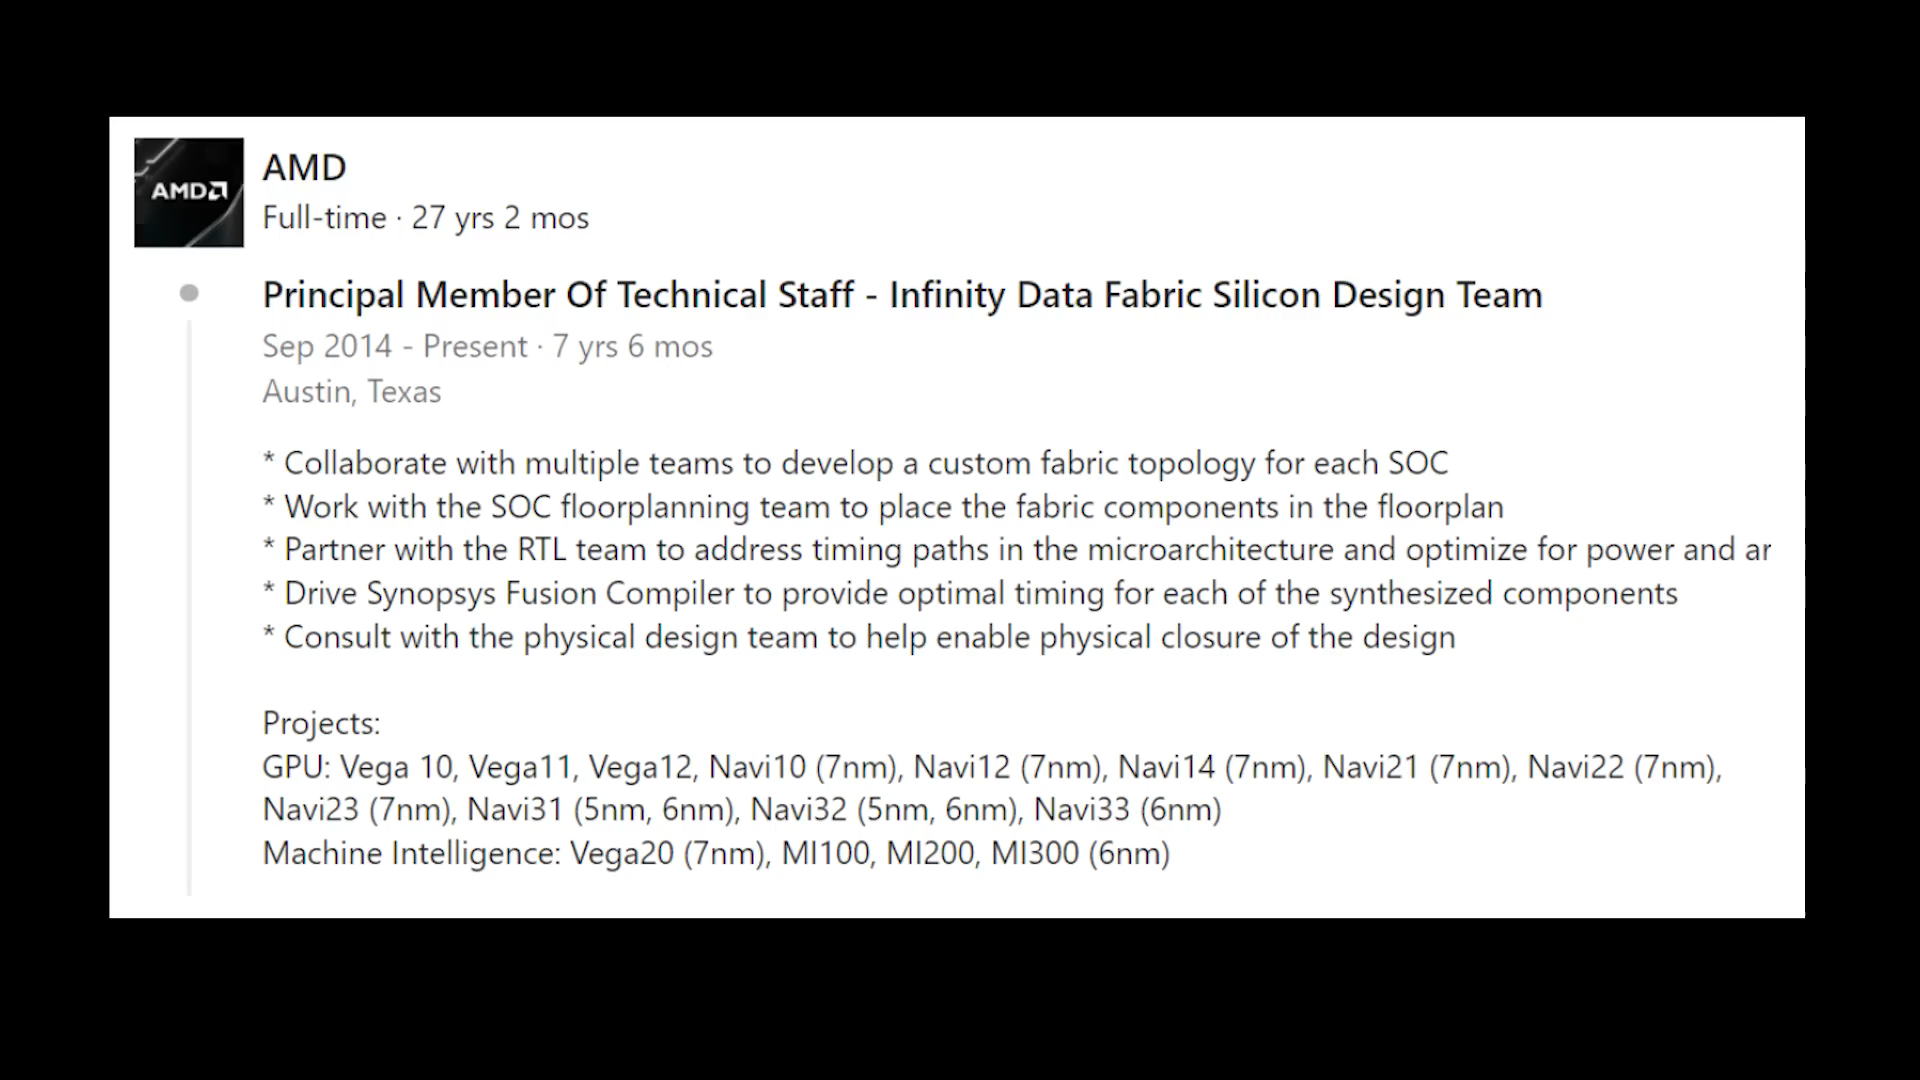 AMD
AMD
Full-time · 27 yrs 2 mos
Principal Member Of Technical Staff - Infinity Data Fabric Silicon Design Team
Sep 2014 - Present · 7 yrs 6 mos
Austin, Texas
* Collaborate with multiple teams to develop a custom fabric topology for each SOC
* Work with the SOC floorplanning team to place the fabric components in the floorplan
* Partner with the RTL team to address timing paths in the microarchitecture and optimize for power and ar
* Drive Synopsys Fusion Compiler to provide optimal timing for each of the synthesized components
* Consult with the physical design team to help enable physical closure of the design
Projects:
GPU: Vega 10, Vega11, Vega12, Navi10 (7nm), Navi12 (7nm), Navi14 (7nm), Navi21 (7nm), Navi22 (7nm),
Navi23 (7nm), Navi31 (5nm, 6nm), Navi32 (5nm, 6nm), Navi33 (6nm)
Machine Intelligence: Vega20 (7nm), MI100, MI200, MI300 (6nm)